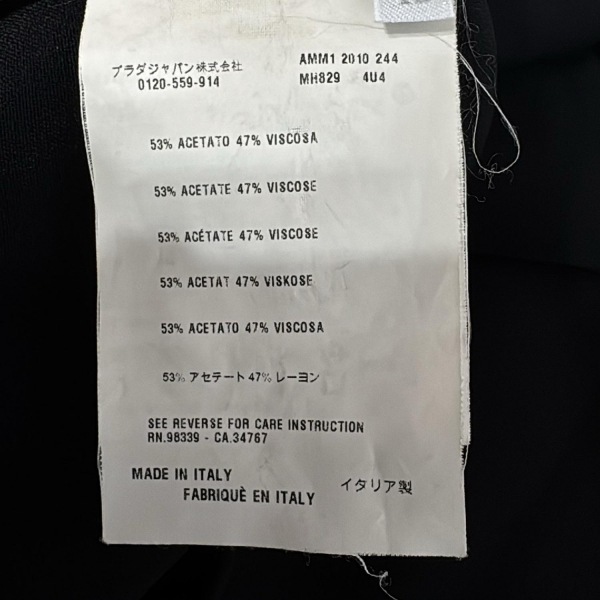 プラダジャパン株式会社
0120-559-914
AMM1 2010 244
MH829 4U4
53% ACETATO 47% VISCOSA
53% ACETATE 47% VISCOSE
53% ACÉTATE 47% VISCOSE
53% ACETAT 47% VISKOSE
53% ACETATO 47% VISCOSA
53% アセテート 47% レーヨン
SEE REVERSE FOR CARE INSTRUCTION
RN.98339 - CA.34767
MADE IN ITALY
FABRIQUÈ EN ITALY
イタリア製